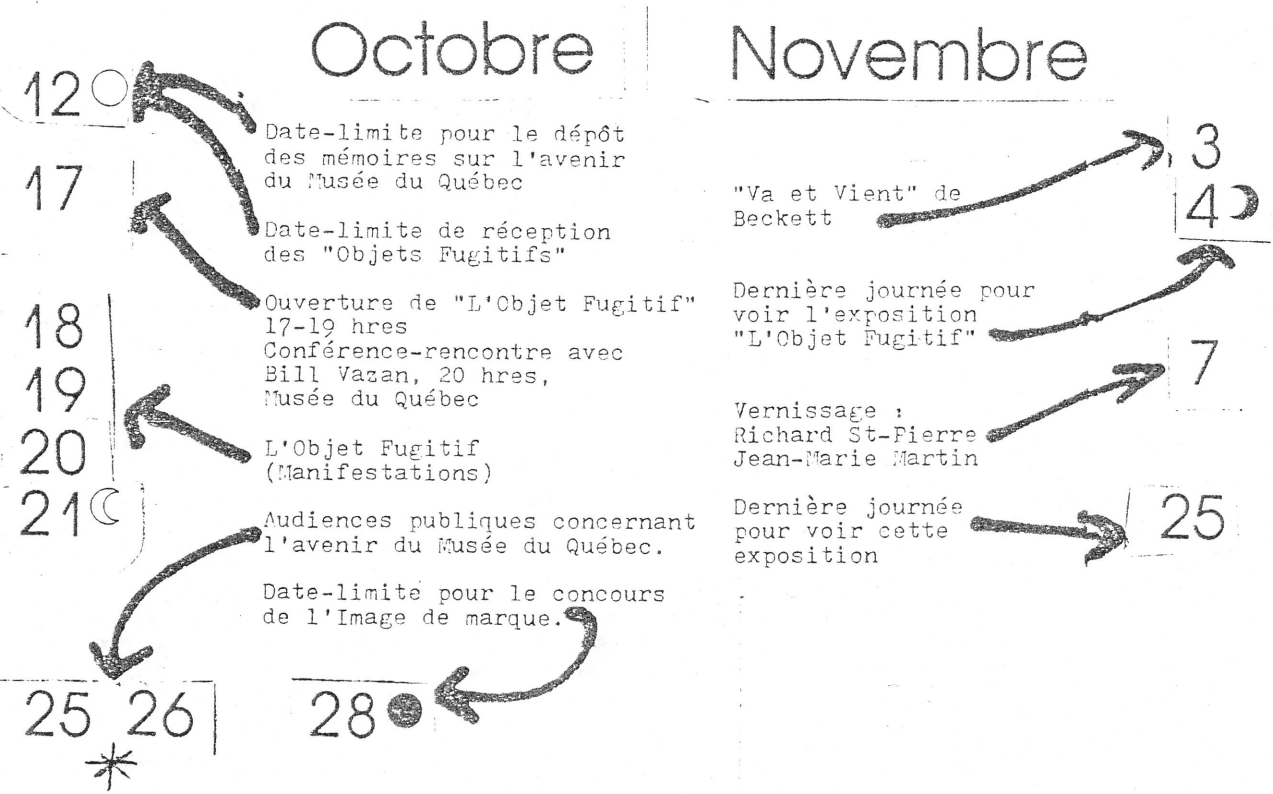 Octobre
12
17
18
19
20
21
Date-limite pour le dépôt
des mémoires sur l'avenir
du Musée du Québec
Date-limite de réception
des "Objets Fugitifs"
Ouverture de "L'Objet Fugitif"
17-19 hres
Conférence-rencontre avec
Bill Vazan, 20 hres,
Musée du Québec
L'Objet Fugitif
(Manifestations)
Audiences publiques concernant
l'avenir du Musée du Québec.
Date-limite pour le concours
de l'Image de marque.
25 26
28
Novembre
"Va et Vient" de
Beckett
3
4
Dernière journée pour
voir l'exposition
"L'Objet Fugitif"
7
Vernissage :
Richard St-Pierre
Jean-Marie Martin
Dernière journée
pour voir cette
exposition
25